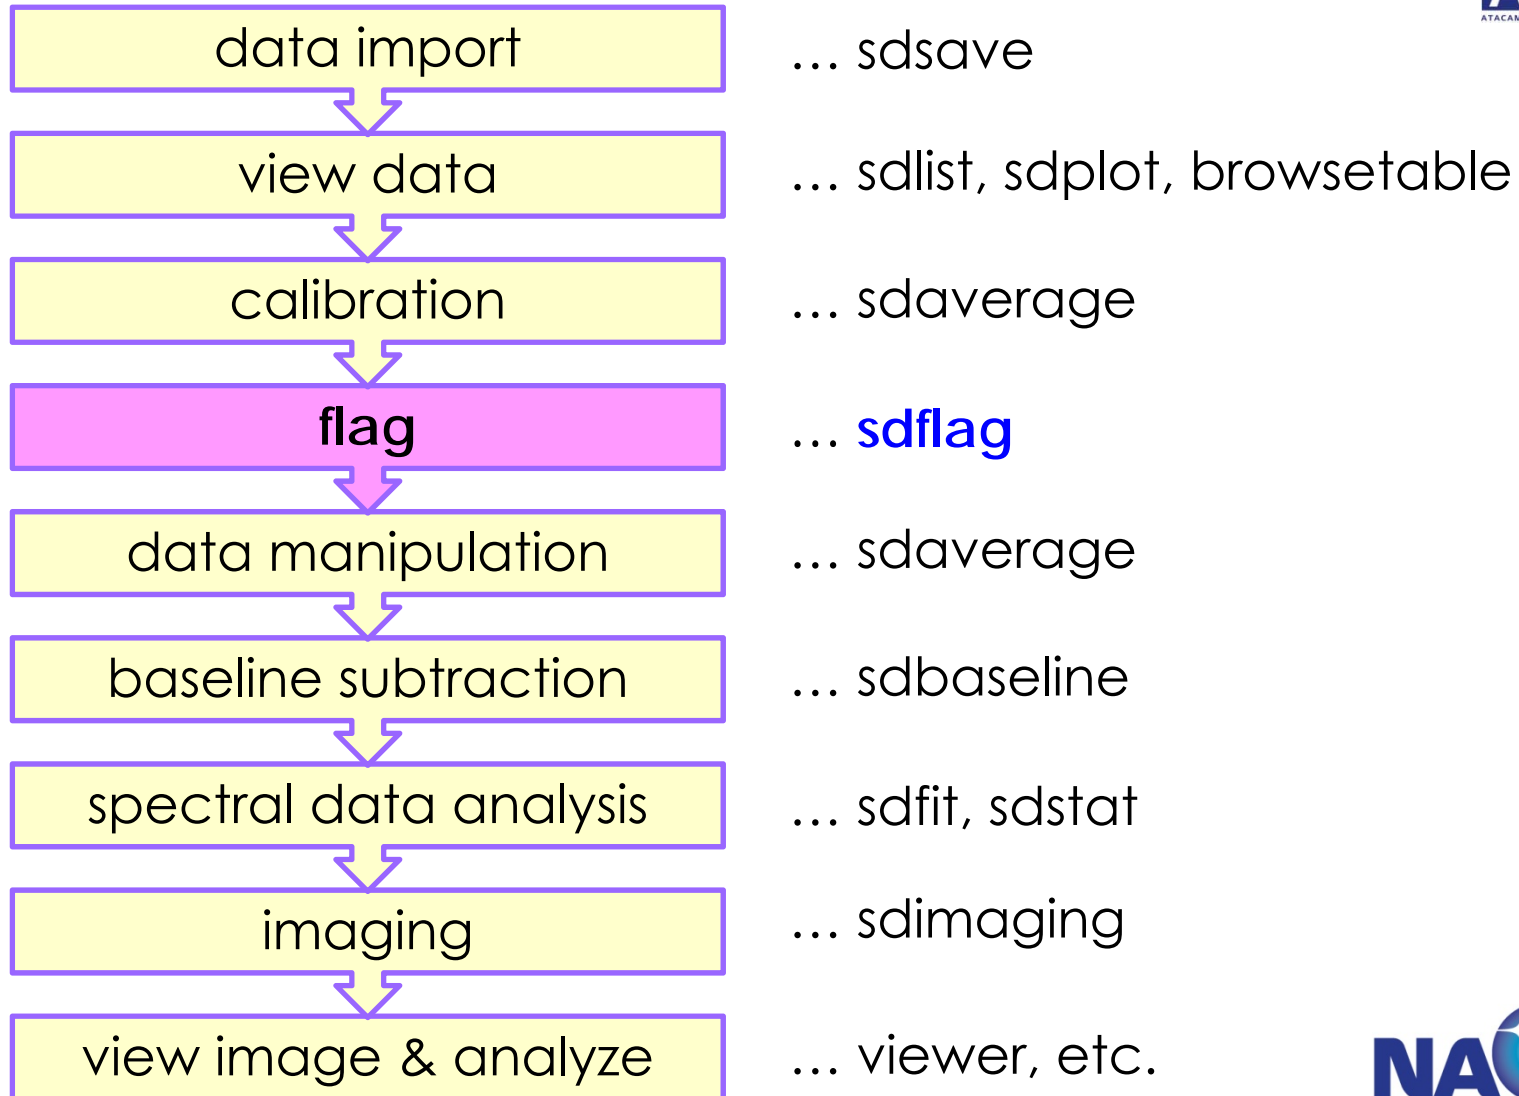 data import … sdsave
view data … sdlist, sdplot, browsetable
calibration … sdaverage
flag … sdflag
data manipulation … sdaverage
baseline subtraction … sdbaseline
spectral data analysis … sdfit, sdstat
imaging … sdimaging
view image & analyze … viewer, etc.